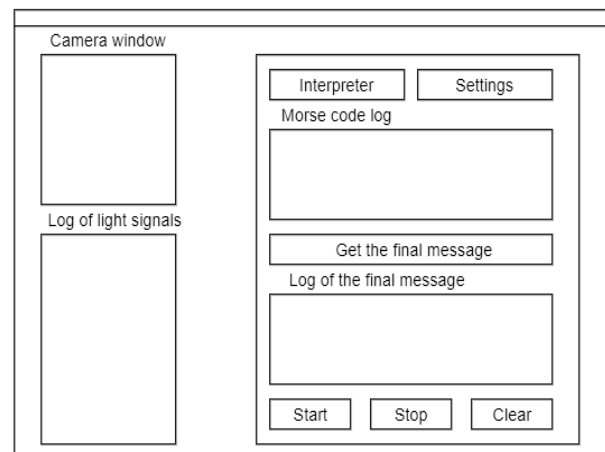 Camera window
Log of light signals
Interpreter
Settings
Morse code log
Get the final message
Log of the final message
Start
Stop
Clear